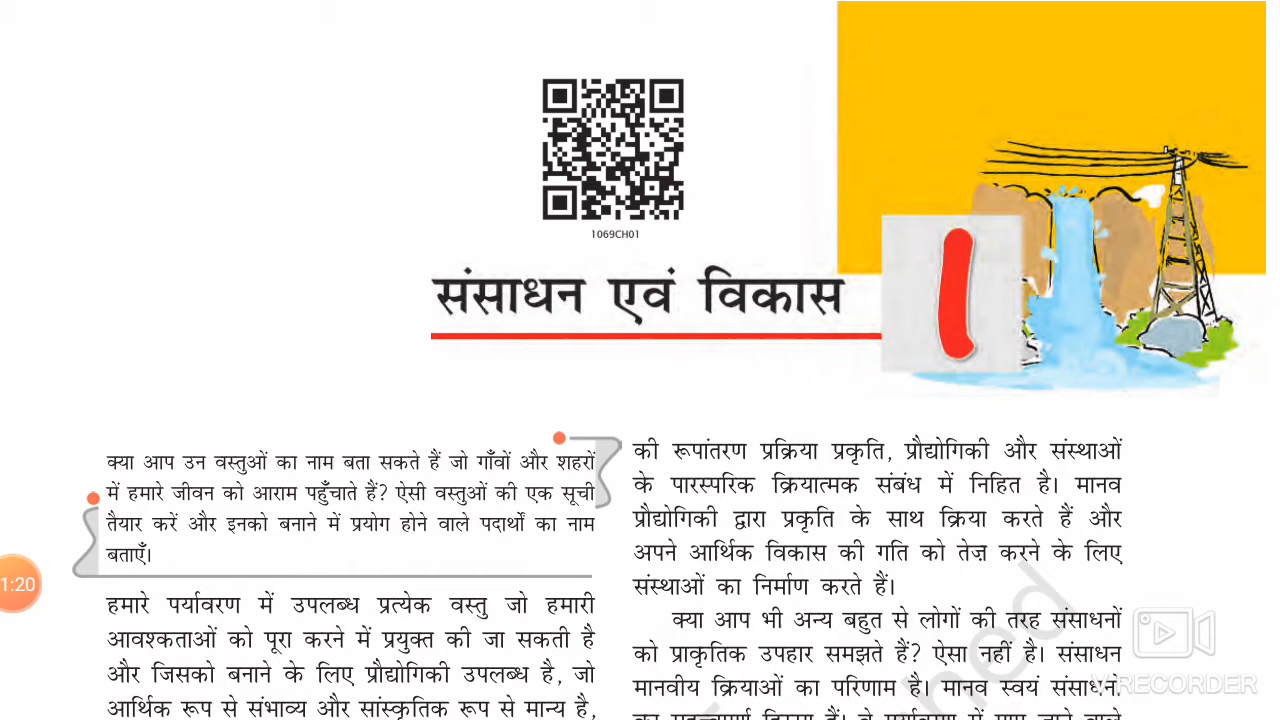 1069CH01
संसाधन एवं विकास
1
क्या आप उन वस्तुओं का नाम बता सकते हैं जो गाँवों और शहरों
में हमारे जीवन को आराम पहुँचाते हैं? ऐसी वस्तुओं की एक सूची
तैयार करें और इनको बनाने में प्रयोग होने वाले पदार्थों का नाम
बताएँ।
हमारे पर्यावरण में उपलब्ध प्रत्येक वस्तु जो हमारी
आवश्कताओं को पूरा करने में प्रयुक्त की जा सकती है
और जिसको बनाने के लिए प्रौद्योगिकी उपलब्ध है, जो
आर्थिक रूप से संभाव्य और सांस्कृतिक रूप से मान्य है,
की रूपांतरण प्रक्रिया प्रकृति, प्रौद्योगिकी और संस्थाओं
के पारस्परिक क्रियात्मक संबंध में निहित है। मानव
प्रौद्योगिकी द्वारा प्रकृति के साथ क्रिया करते हैं और
अपने आर्थिक विकास की गति को तेज़ करने के लिए
संस्थाओं का निर्माण करते हैं।
क्या आप भी अन्य बहुत से लोगों की तरह संसाधनों
को प्राकृतिक उपहार समझते हैं? ऐसा नहीं है। संसाधन
मानवीय क्रियाओं का परिणाम है। मानव स्वयं संसाधनों
1:20
V.RECORDER